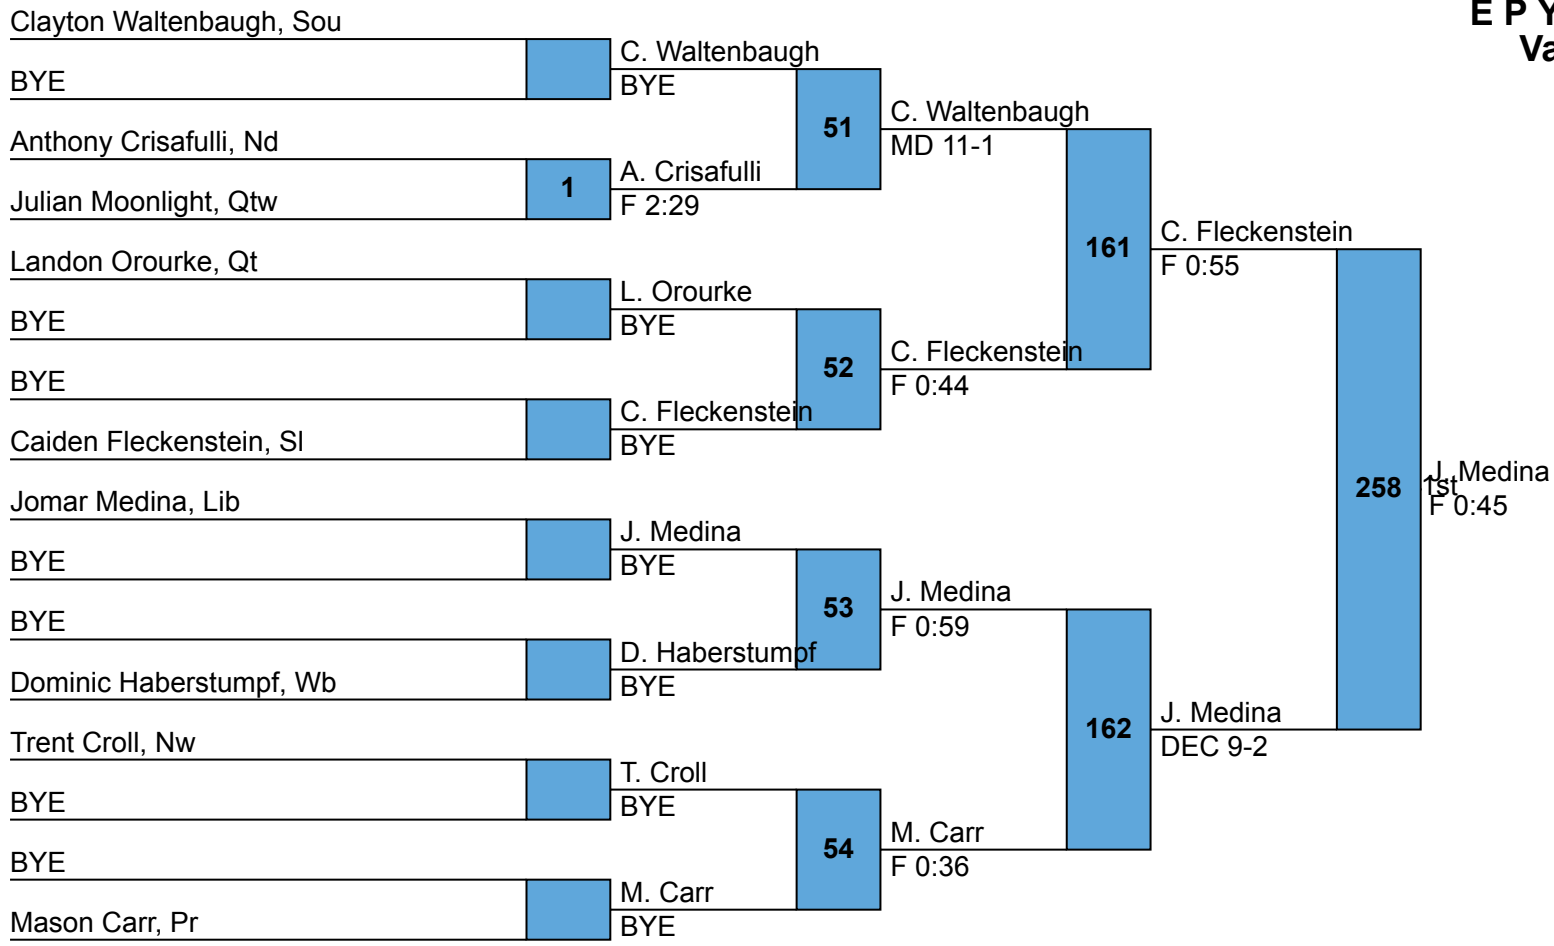 E P Y
Va
Clayton Waltenbaugh, Sou
BYE
Anthony Crisafulli, Nd
Julian Moonlight, Qtw
Landon Orourke, Qt
BYE
BYE
Caiden Fleckenstein, Sl
Jomar Medina, Lib
BYE
BYE
Dominic Haberstumpf, Wb
Trent Croll, Nw
BYE
BYE
Mason Carr, Pr
1
C. Waltenbaugh
BYE
A. Crisafulli
F 2:29
L. Orourke
BYE
C. Fleckenstein
BYE
J. Medina
BYE
D. Haberstumpf
BYE
T. Croll
BYE
M. Carr
BYE
51
52
53
54
C. Waltenbaugh
MD 11-1
C. Fleckenstein
F 0:44
J. Medina
F 0:59
M. Carr
F 0:36
161
162
C. Fleckenstein
F 0:55
J. Medina
DEC 9-2
258
J. Medina
1st
F 0:45